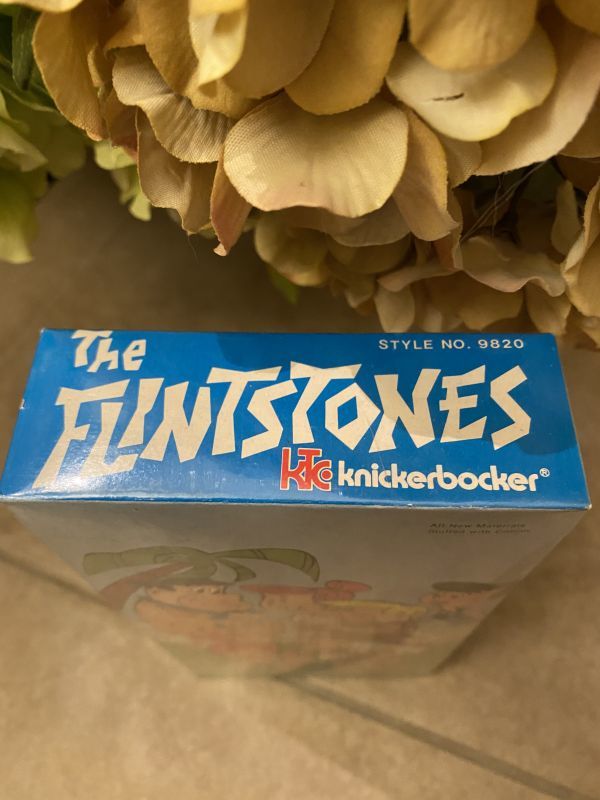 The
STYLE NO. 9820
FLINTSTONES
KTC knickerbocker®
All New Materials
Stuffed with Cotton